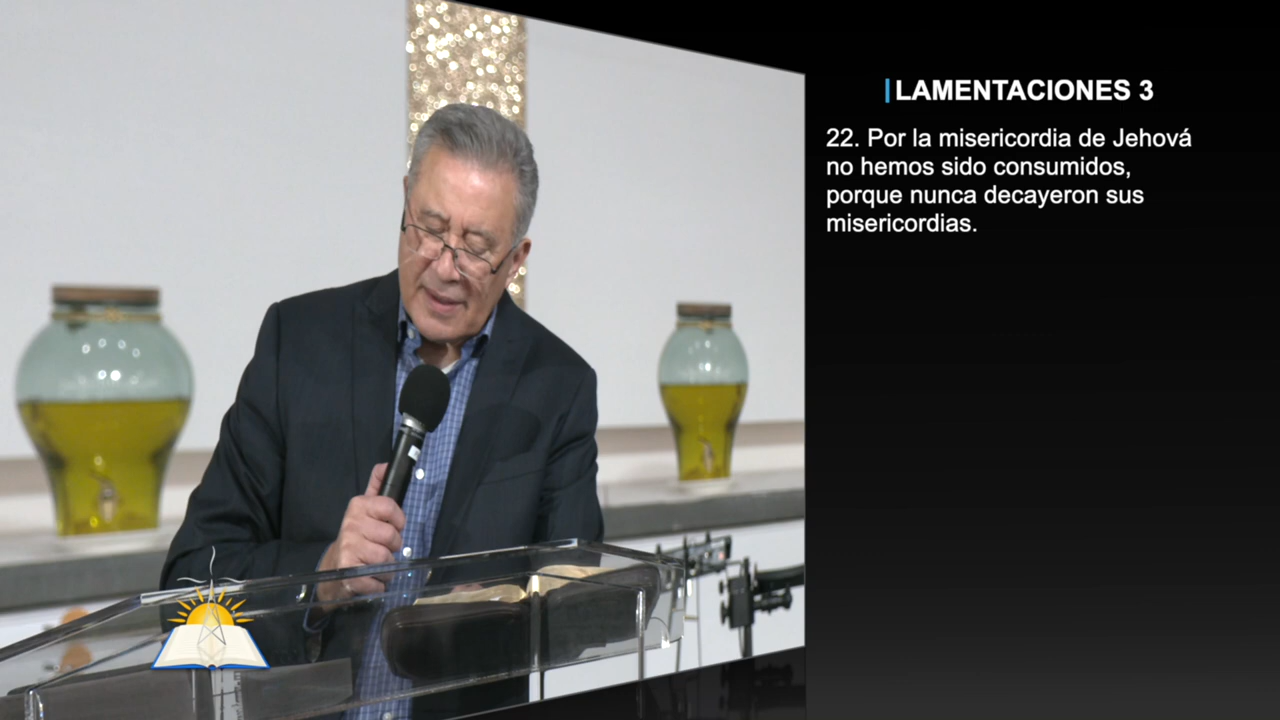 LAMENTACIONES 3
22. Por la misericordia de Jehová
no hemos sido consumidos,
porque nunca decayeron sus
misericordias.